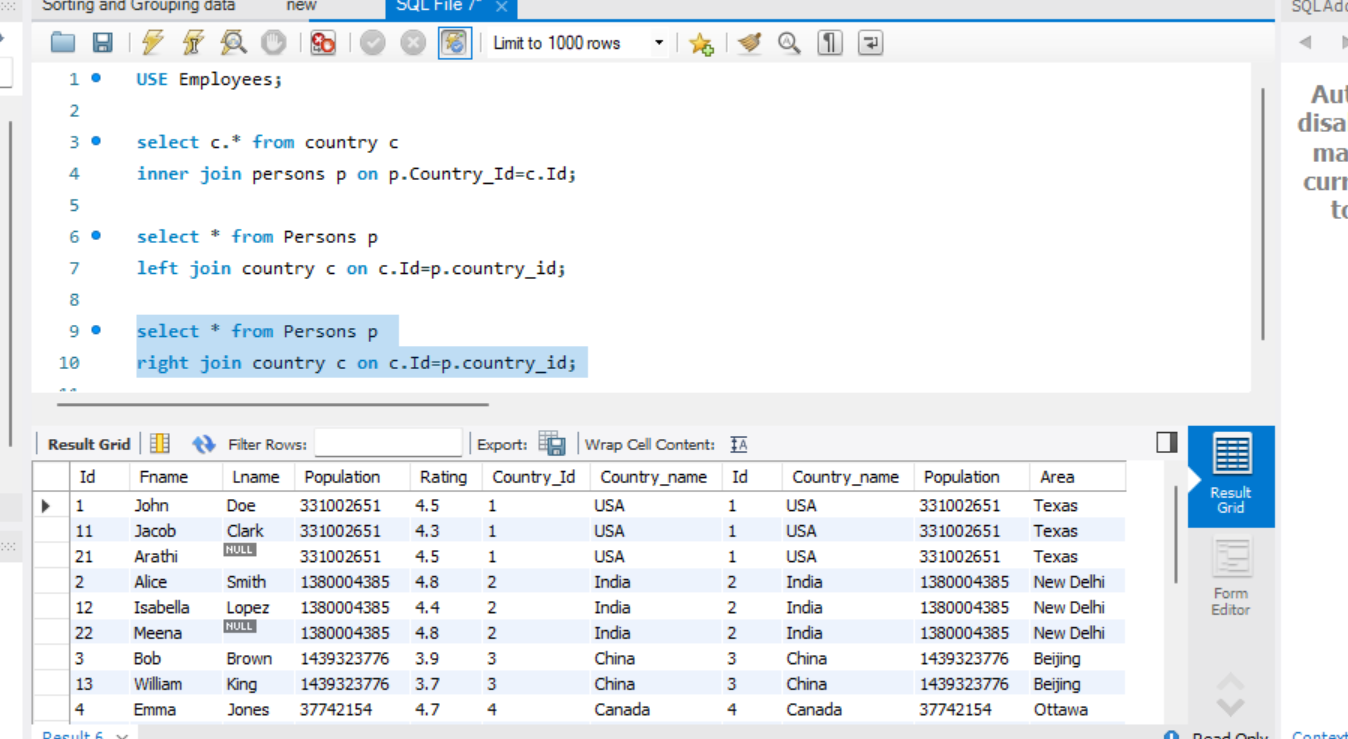 Sorting and Grouping data new SQL File 7* SQLAdd
Limit to 1000 rows
1 USE Employees;
2
3 select c.* from country c
4 inner join persons p on p.Country_Id=c.Id;
5
6 select * from Persons p
7 left join country c on c.Id=p.country_id;
8
9 select * from Persons p
10 right join country c on c.Id=p.country_id;
Aut
disa
ma
curr
to
Result Grid Filter Rows: Export: Wrap Cell Content:
Id Fname Lname Population Rating Country_Id Country_name Id Country_name Population Area
1 John Doe 331002651 4.5 1 USA 1 USA 331002651 Texas
11 Jacob Clark 331002651 4.3 1 USA 1 USA 331002651 Texas
21 Arathi NULL 331002651 4.5 1 USA 1 USA 331002651 Texas
2 Alice Smith 1380004385 4.8 2 India 2 India 1380004385 New Delhi
12 Isabella Lopez 1380004385 4.4 2 India 2 India 1380004385 New Delhi
22 Meena NULL 1380004385 4.8 2 India 2 India 1380004385 New Delhi
3 Bob Brown 1439323776 3.9 3 China 3 China 1439323776 Beijing
13 William King 1439323776 3.7 3 China 3 China 1439323776 Beijing
4 Emma Jones 37742154 4.7 4 Canada 4 Canada 37742154 Ottawa
Result
Grid
Form
Editor
Result 6 Read Only Context